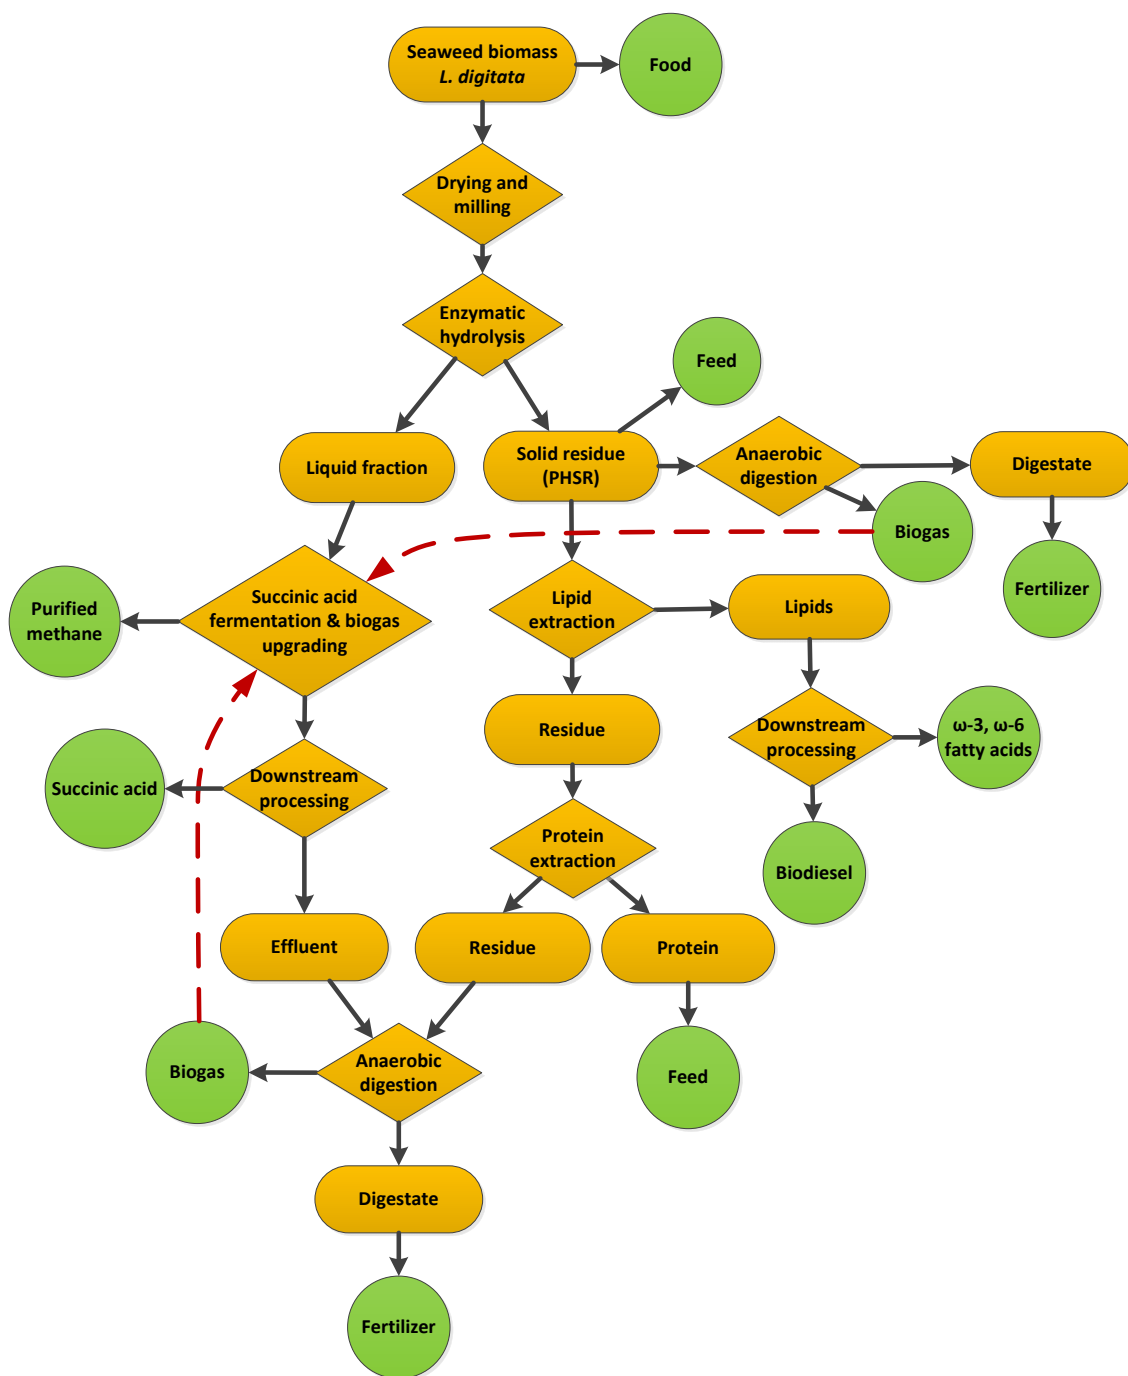 Seaweed biomass
L. digitata
Food
Drying and
milling
Enzymatic
hydrolysis
Feed
Liquid fraction
Solid residue
(PHSR)
Anaerobic
digestion
Digestate
Biogas
Fertilizer
Succinic acid
fermentation & biogas
upgrading
Purified
methane
Lipid
extraction
Lipids
Residue
Downstream
processing
ω-3, ω-6
fatty acids
Succinic acid
Downstream
processing
Protein
extraction
Biodiesel
Effluent
Residue
Protein
Biogas
Anaerobic
digestion
Feed
Digestate
Fertilizer